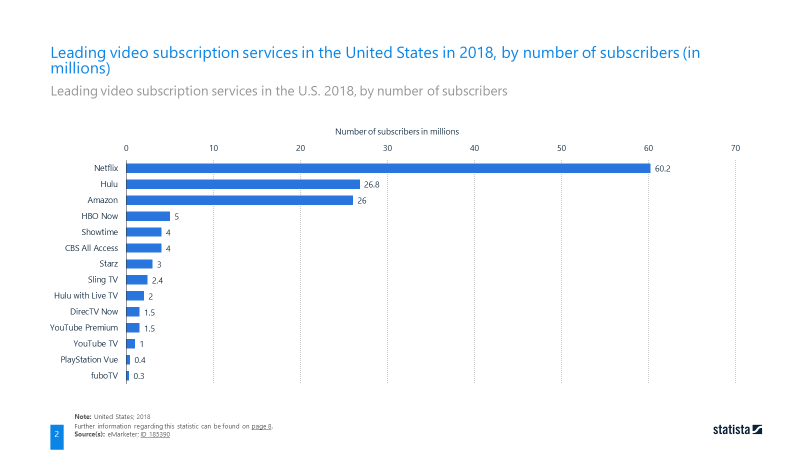 Leading video subscription services in the United States in 2018, by number of subscribers (in
millions)
Leading video subscription services in the U.S. 2018, by number of subscribers
Number of subscribers in millions
0 10 20 30 40 50 60 70
Netflix 60.2
Hulu 26.8
Amazon 26
HBO Now 5
Showtime 4
CBS All Access 4
Starz 3
Sling TV 2.4
Hulu with Live TV 2
DirecTV Now 1.5
YouTube Premium 1.5
YouTube TV 1
PlayStation Vue 0.4
fuboTV 0.3
Note: United States; 2018
Further information regarding this statistic can be found on page 8.
Source(s): eMarketer; ID 185390
2
statista